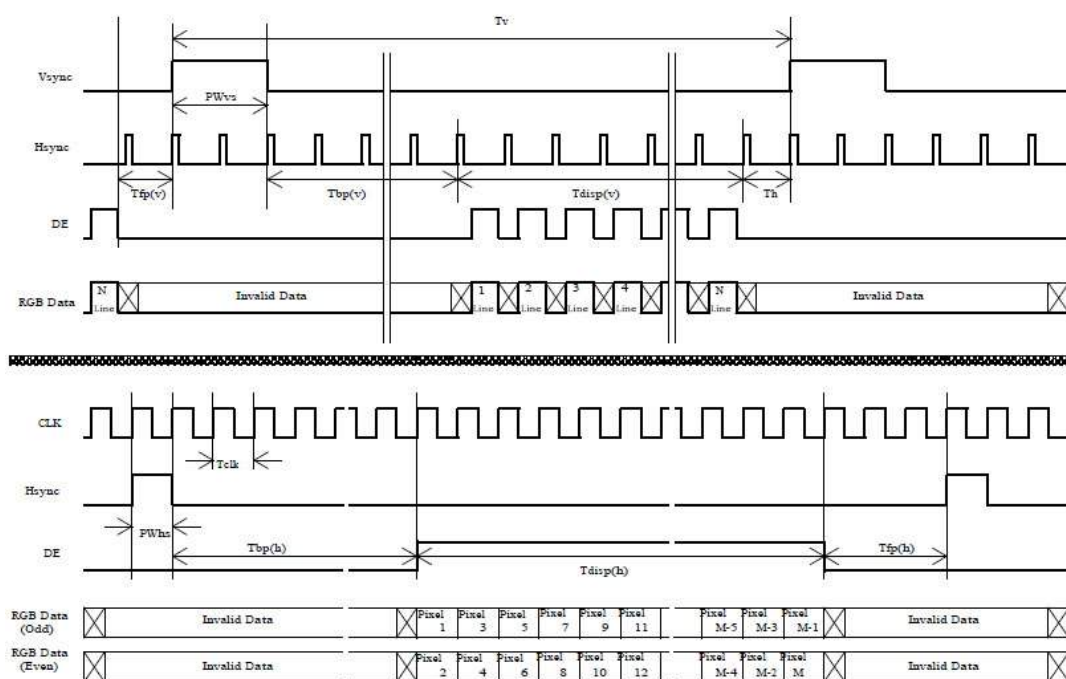 Tv
Vsync
PWvs
Hsync
Tfp(v) Tbp(v) Tdisp(v) Th
DE
RGB Data N Line Invalid Data 1 Line 2 Line 3 Line 4 Line N Line Invalid Data
CLK
Tclk
Hsync
PWhs
DE Tbp(h) Tdisp(h) Tfp(h)
RGB Data (Odd) Invalid Data Pixel 1 Pixel 3 Pixel 5 Pixel 7 Pixel 9 Pixel 11 Pixel M-5 Pixel M-3 Pixel M-1 Invalid Data
RGB Data (Even) Invalid Data Pixel 2 Pixel 4 Pixel 6 Pixel 8 Pixel 10 Pixel 12 Pixel M-4 Pixel M-2 Pixel M Invalid Data